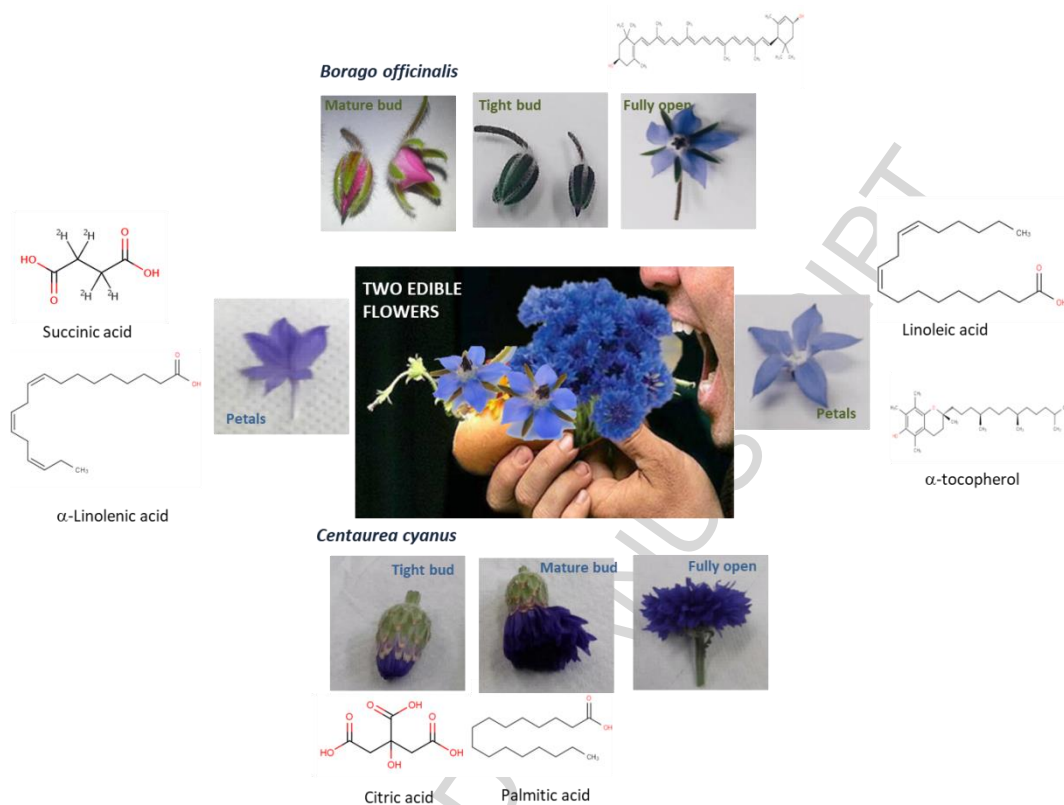 Borago officinalis
Mature bud
Tight bud
Fully open
Succinic acid
α-Linolenic acid
Petals
TWO EDIBLE
FLOWERS
Petals
Linoleic acid
α-tocopherol
Centaurea cyanus
Tight bud
Mature bud
Fully open
Citric acid
Palmitic acid